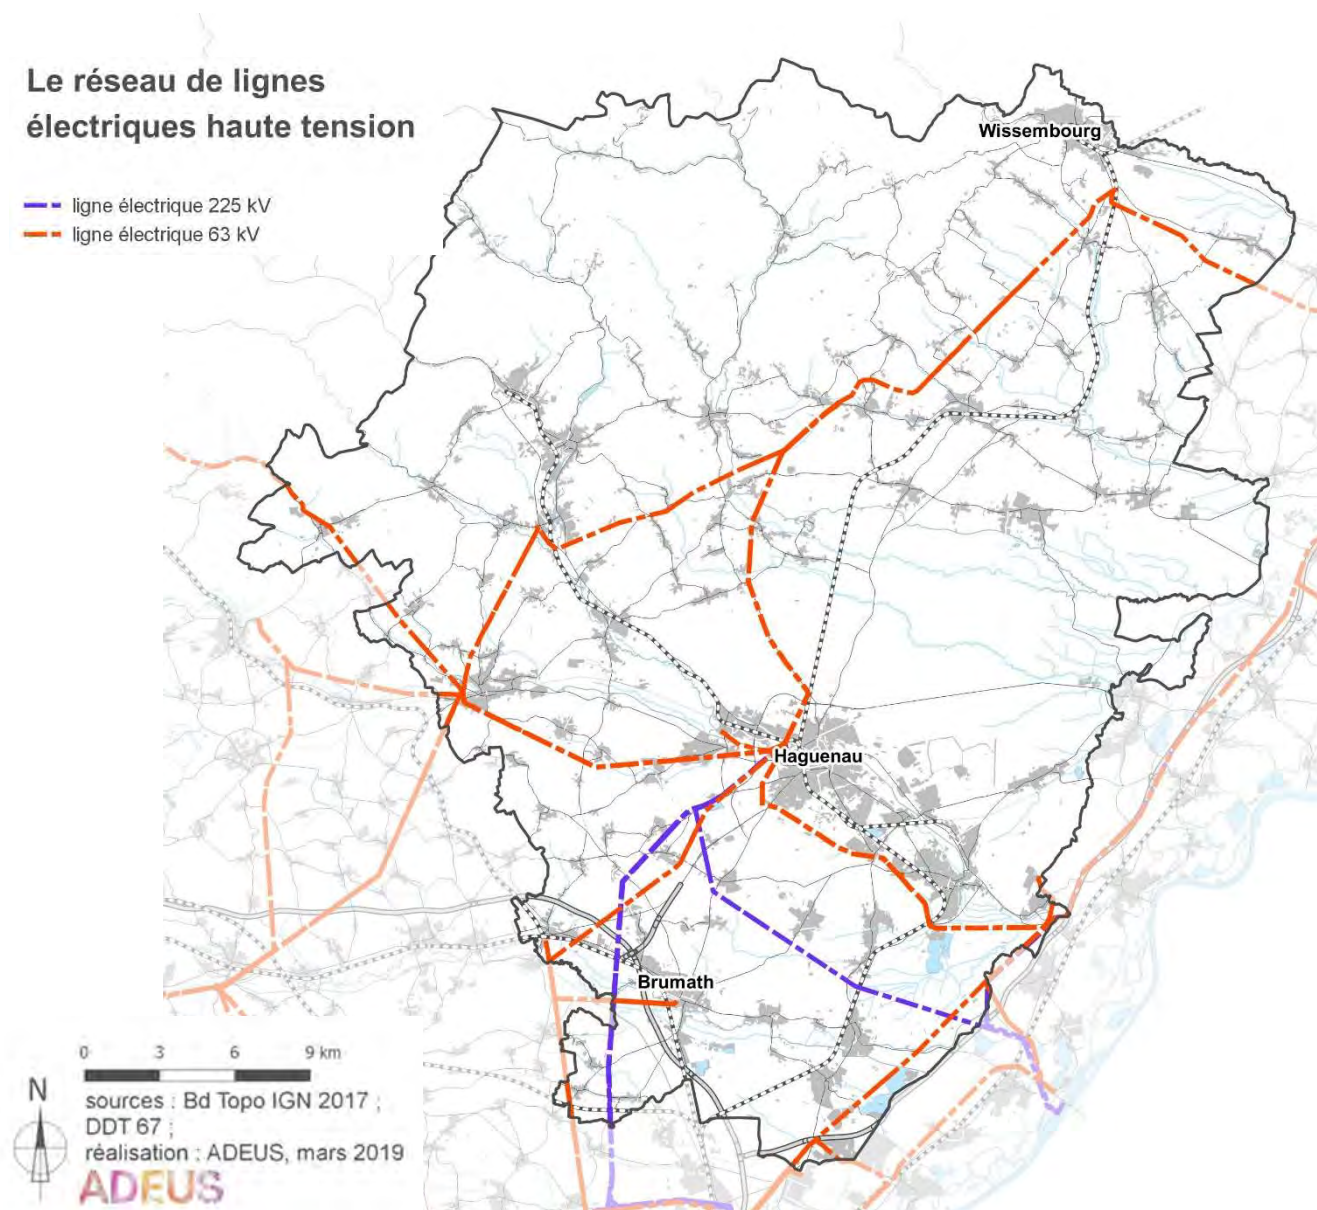 Le réseau de lignes
électriques haute tension
ligne électrique 225 kV
ligne électrique 63 kV
Wissembourg
Haguenau
Brumath
0 3 6 9 km
N
sources : Bd Topo IGN 2017 ;
DDT 67 ;
réalisation : ADEUS, mars 2019
ADEUS